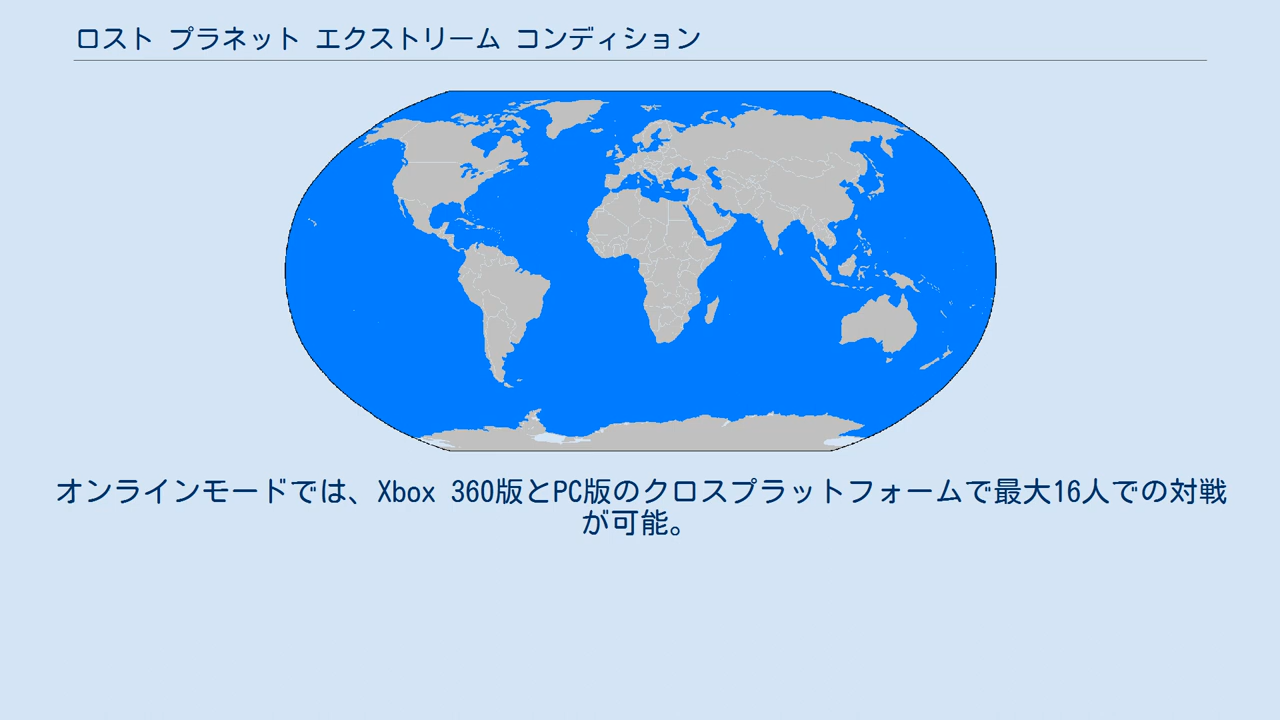 ロスト プラネット エクストリーム コンディション
オンラインモードでは、Xbox 360版とPC版のクロスプラットフォームで最大16人での対戦
が可能。